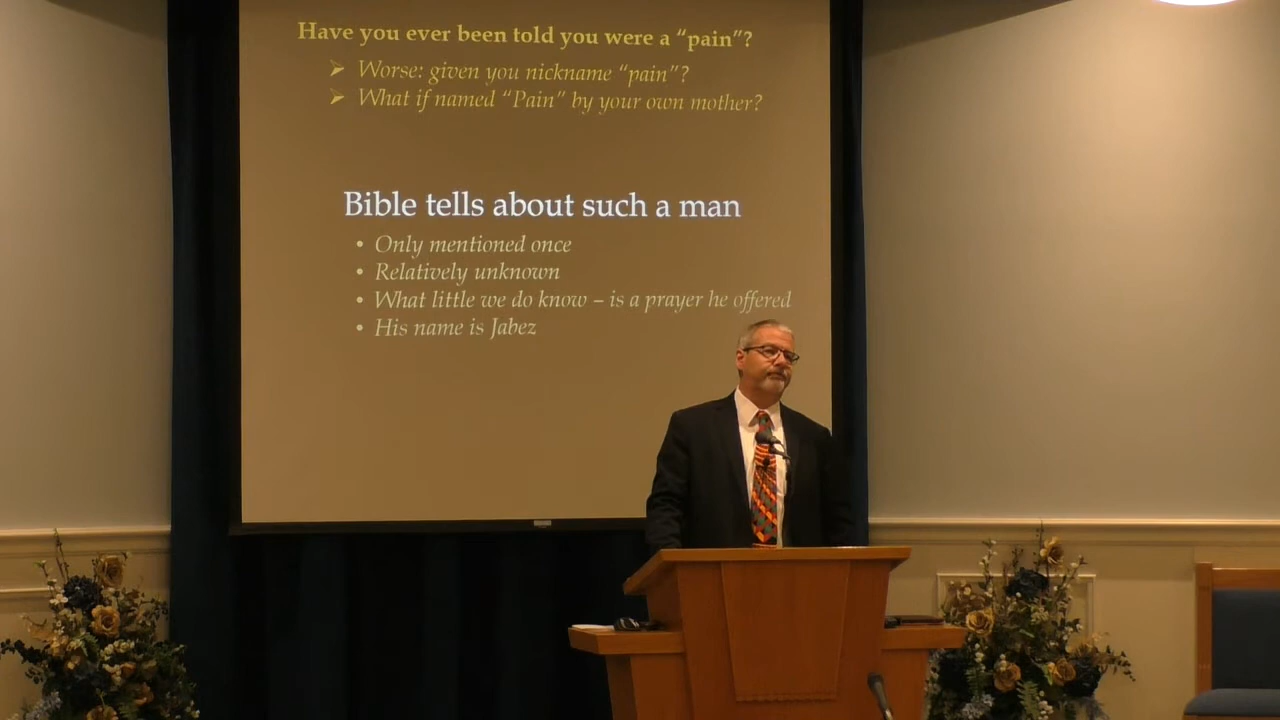 Have you ever been told you were a “pain”?
➢ Worse: given you nickname “pain”?
➢ What if named “Pain” by your own mother?
Bible tells about such a man
• Only mentioned once
• Relatively unknown
• What little we do know – is a prayer he offered
• His name is Jabez